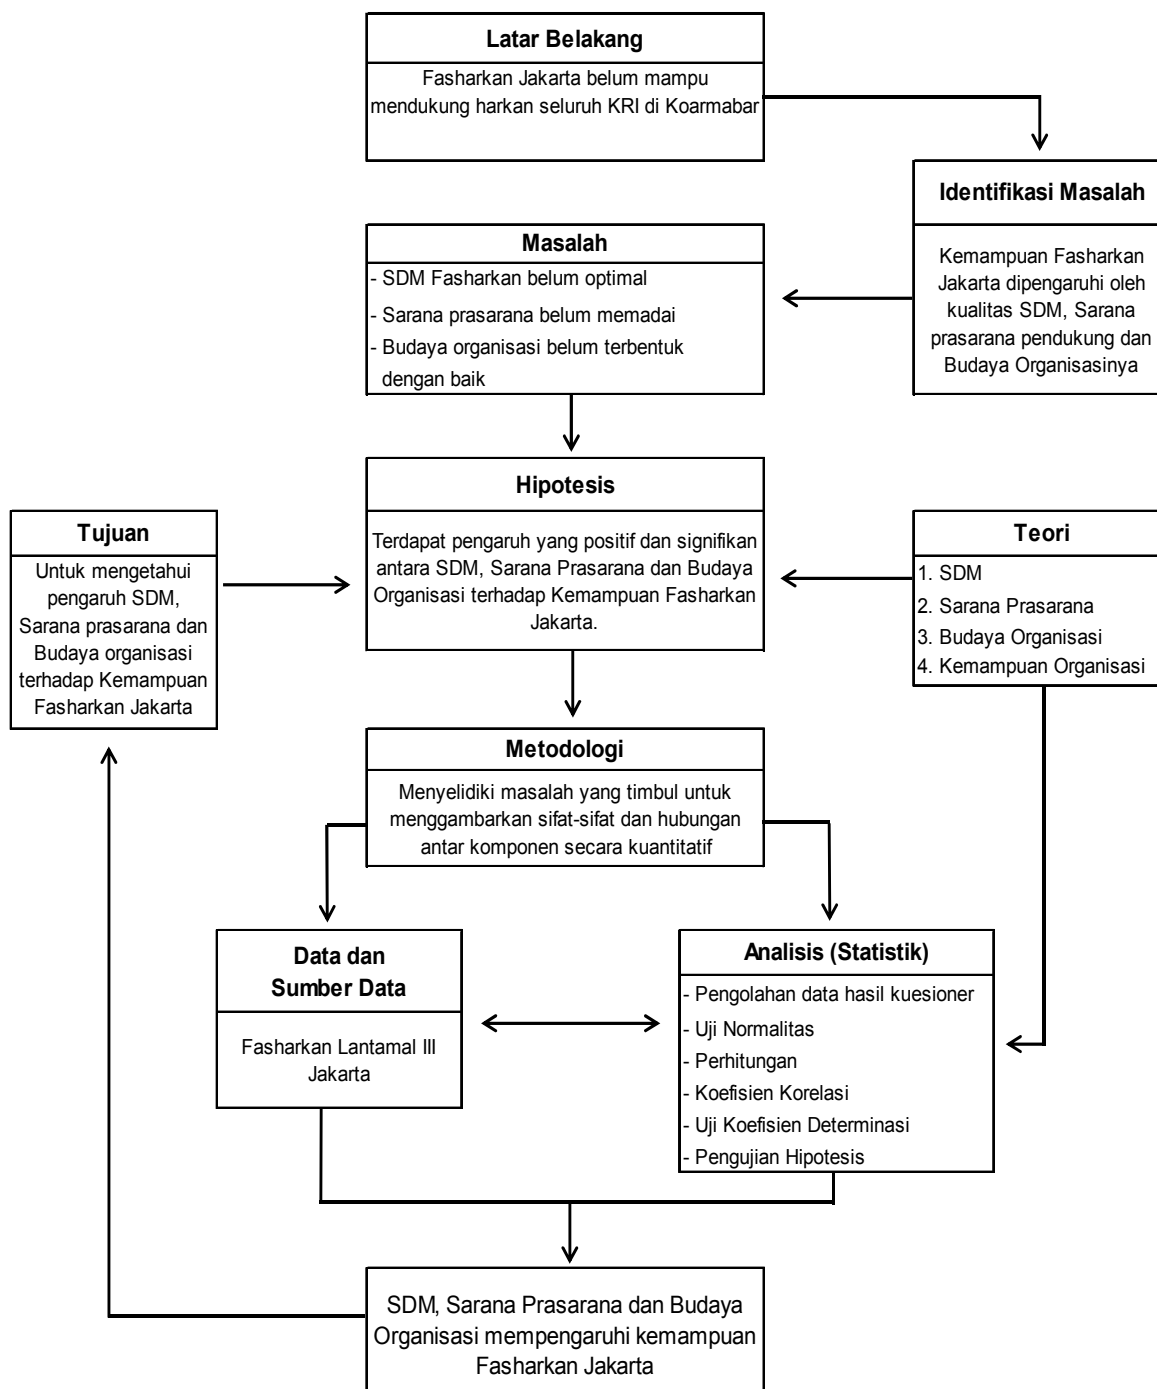 Latar Belakang
Fasharkan Jakarta belum mampu
mendukung harkan seluruh KRI di Koarmabar
Identifikasi Masalah
Kemampuan Fasharkan
Jakarta dipengaruhi oleh
kualitas SDM, Sarana
prasarana pendukung dan
Budaya Organisasinya
Masalah
- SDM Fasharkan belum optimal
- Sarana prasarana belum memadai
- Budaya organisasi belum terbentuk
dengan baik
Hipotesis
Terdapat pengaruh yang positif dan signifikan
antara SDM, Sarana Prasarana dan Budaya
Organisasi terhadap Kemampuan Fasharkan
Jakarta.
Tujuan
Untuk mengetahui
pengaruh SDM,
Sarana prasarana dan
Budaya organisasi
terhadap Kemampuan
Fasharkan Jakarta
Teori
1. SDM
2. Sarana Prasarana
3. Budaya Organisasi
4. Kemampuan Organisasi
Metodologi
Menyelidiki masalah yang timbul untuk
menggambarkan sifat-sifat dan hubungan
antar komponen secara kuantitatif
Data dan
Sumber Data
Fasharkan Lantamal III
Jakarta
Analisis (Statistik)
- Pengolahan data hasil kuesioner
- Uji Normalitas
- Perhitungan
- Koefisien Korelasi
- Uji Koefisien Determinasi
- Pengujian Hipotesis
SDM, Sarana Prasarana dan Budaya
Organisasi mempengaruhi kemampuan
Fasharkan Jakarta